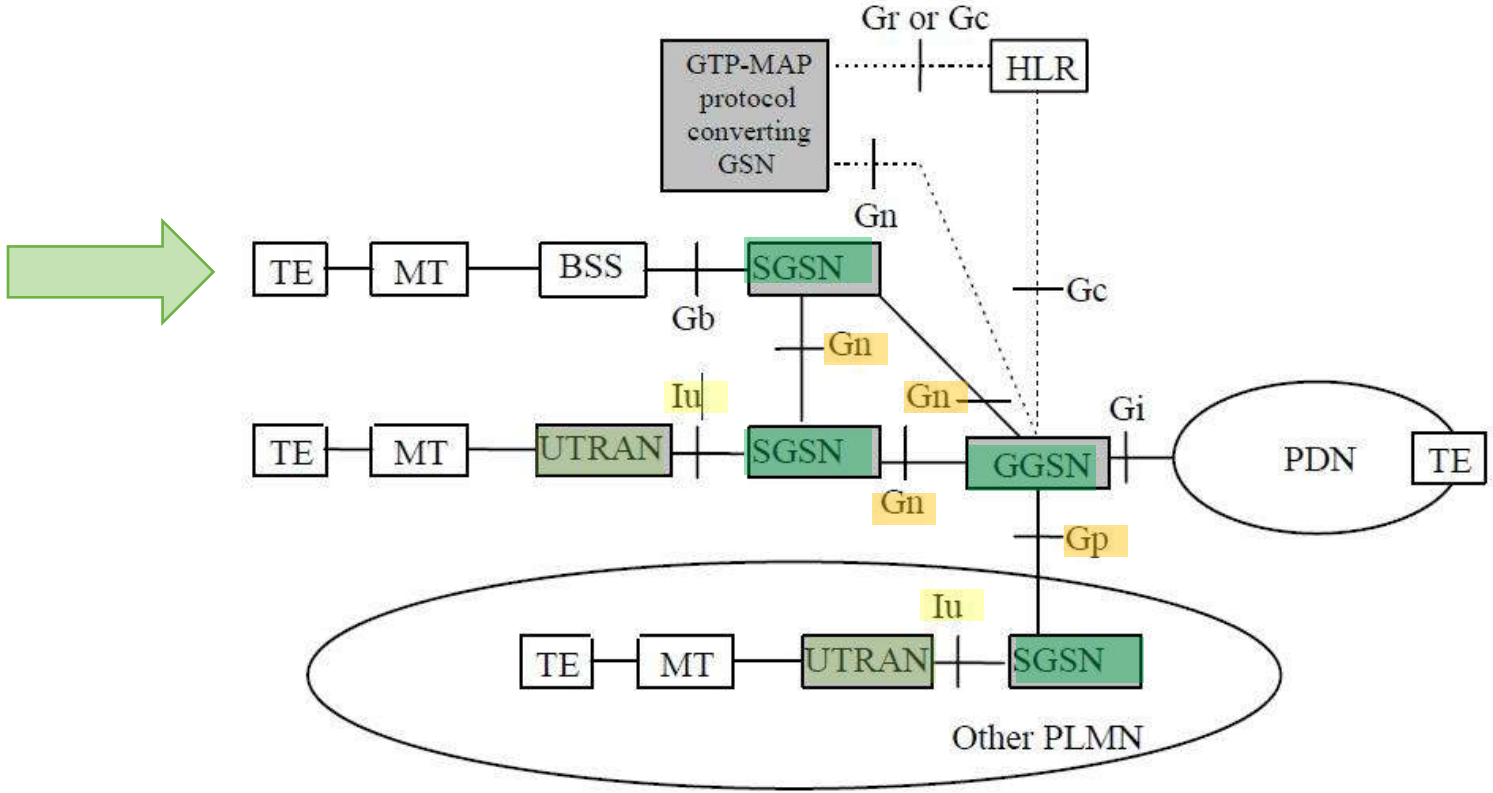 Gr or Gc
GTP-MAP
protocol
converting
GSN
HLR
Gn
TE
MT
BSS
SGSN
Gb
Gc
Gn
Iu
Gn
Gi
TE
MT
UTRAN
SGSN
GGSN
PDN
TE
Gn
Gp
Iu
TE
MT
UTRAN
SGSN
Other PLMN